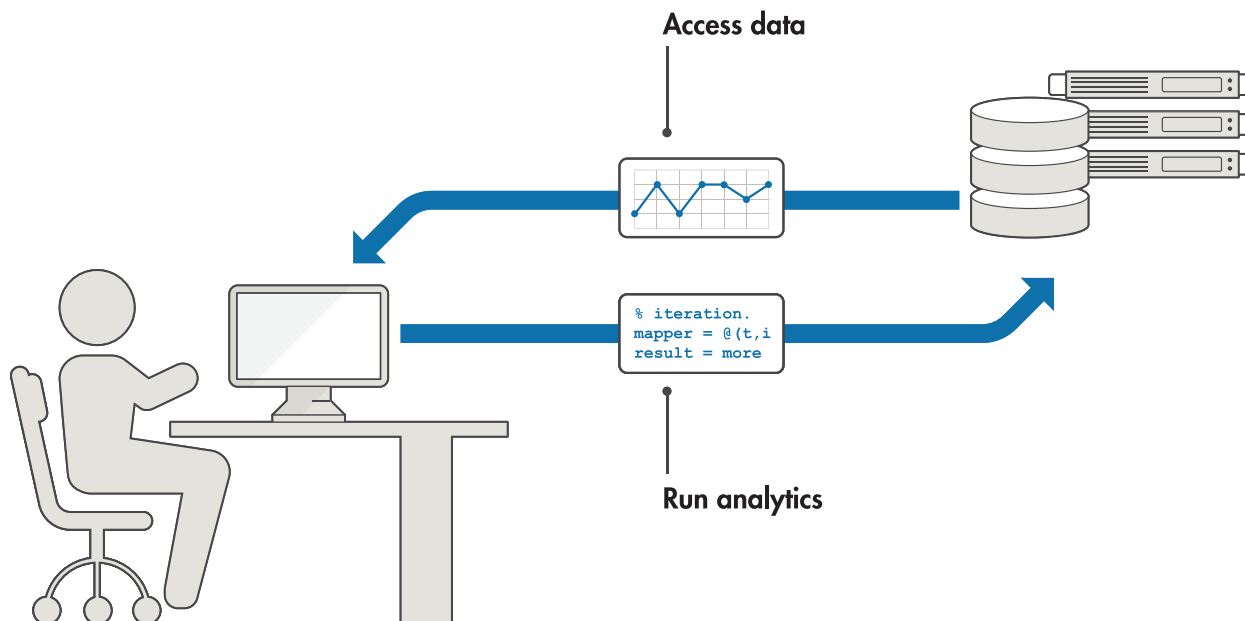 Access data
% iteration.
mapper = @(t,i
result = more
Run analytics